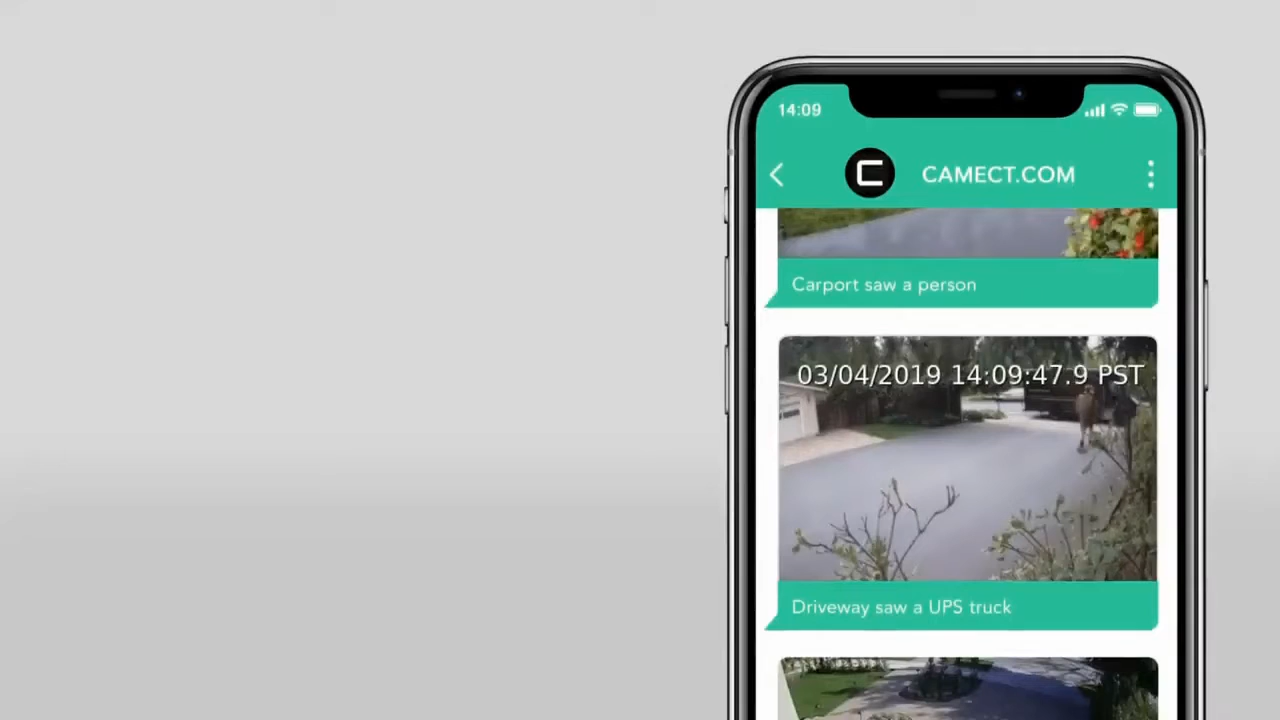 14:09
CAMECT.COM
Carport saw a person
03/04/2019 14:09:47.9 PST
Driveway saw a UPS truck